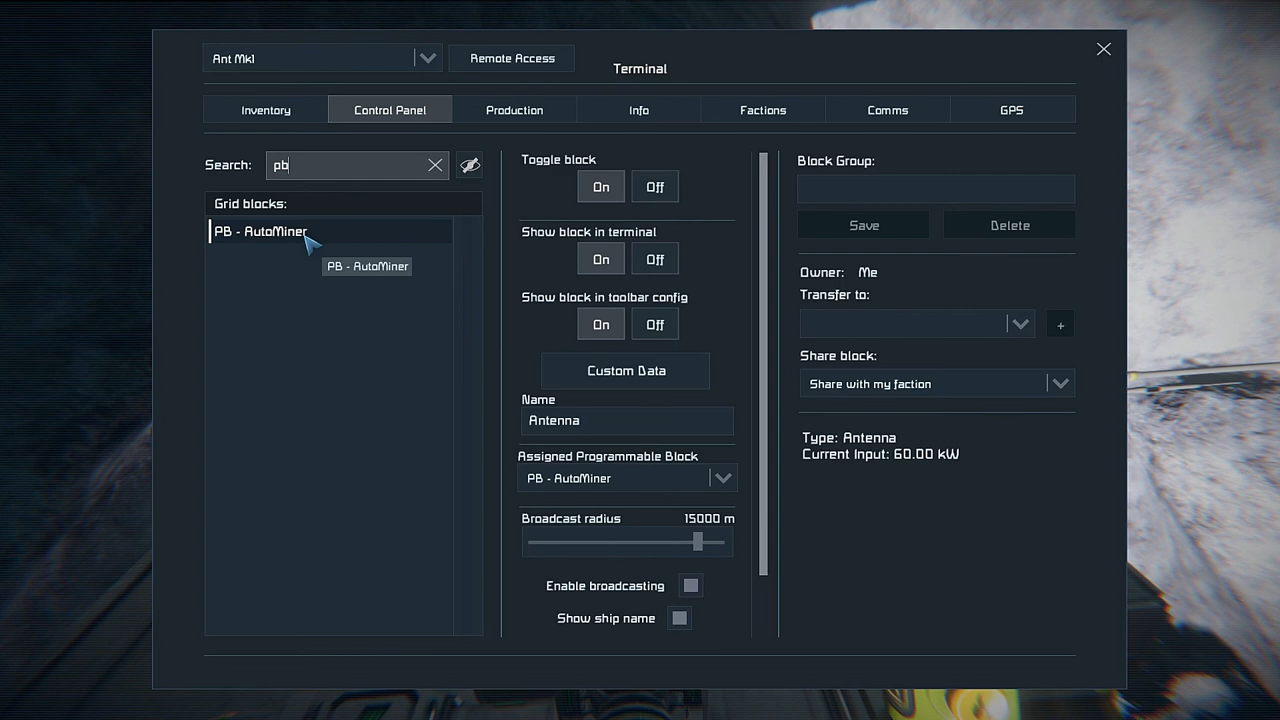 Ant Mk1
Remote Access
Terminal
Inventory
Control Panel
Production
Info
Factions
Comms
GPS
Search:
pb
Grid blocks:
PB - AutoMiner
PB - AutoMiner
Toggle block
On
Off
Show block in terminal
On
Off
Show block in toolbar config
On
Off
Custom Data
Name
Antenna
Assigned Programmable Block
PB - AutoMiner
Broadcast radius
15000 m
Enable broadcasting
Show ship name
Block Group:
Save
Delete
Owner: Me
Transfer to:
+
Share block:
Share with my faction
Type: Antenna
Current Input: 60.00 kW